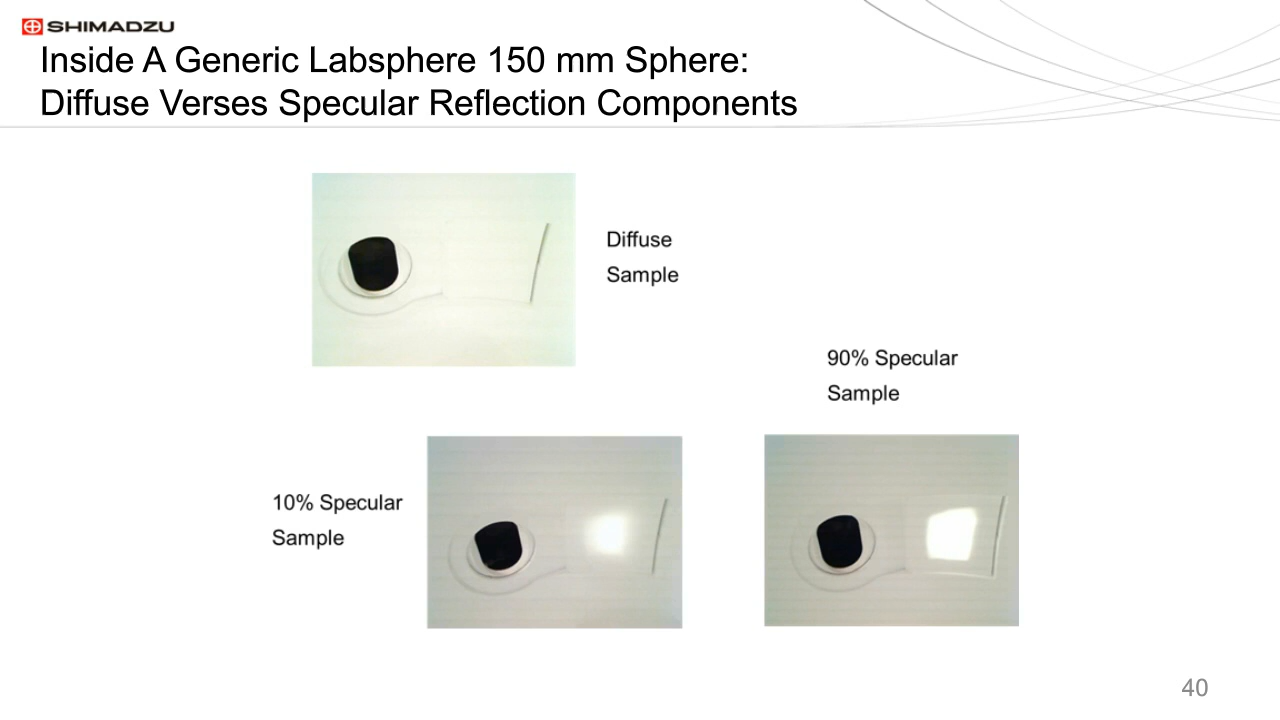 SHIMADZU
Inside A Generic Labsphere 150 mm Sphere:
Diffuse Verses Specular Reflection Components
Diffuse
Sample
90% Specular
Sample
10% Specular
Sample
40